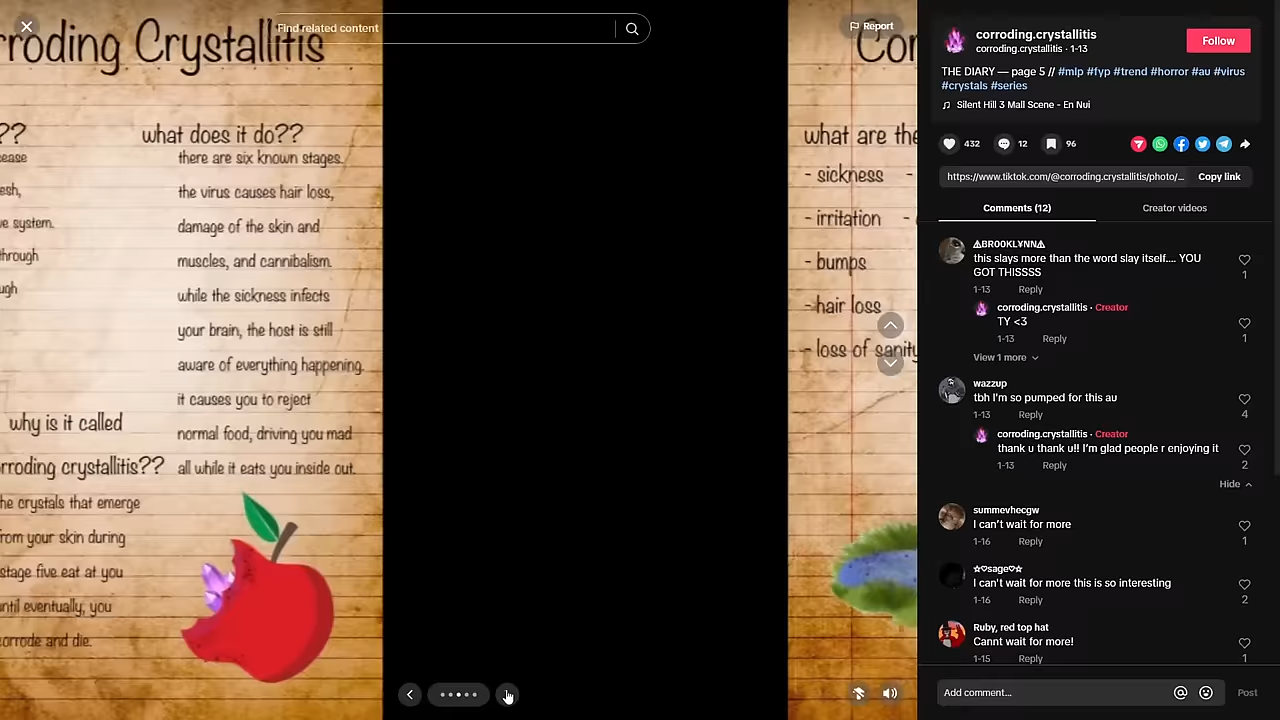 Find related content
Report
rroding Crystallitis
Co
??
ease
esh,
ve system.
through
ugh
what does it do??
there are six known stages.
the virus causes hair loss,
damage of the skin and
muscles, and cannibalism.
while the sickness infects
your brain, the host is still
aware of everything happening.
it causes you to reject
normal food, driving you mad
all while it eats you inside out.
why is it called
rroding crystallitis??
he crystals that emerge
from your skin during
stage five eat at you
until eventually, you
corrode and die.
what are the
- sickness -
- irritation -
- bumps
- hair loss
- loss of sanity
corroding.crystallitis
corroding.crystallitis · 1-13
Follow
THE DIARY — page 5 // #mlp #fyp #trend #horror #au #virus
#crystals #series
Silent Hill 3 Mall Scene - En Nui
432
12
96
https://www.tiktok.com/@corroding.crystallitis/photo/...
Copy link
Comments (12)
Creator videos
⚠BR00KL¥NN⚠
this slays more than the word slay itself.... YOU
GOT THISSSS
1
1-13 Reply
corroding.crystallitis · Creator
TY <3
1
1-13 Reply
View 1 more
wazzup
tbh I'm so pumped for this au
4
1-13 Reply
corroding.crystallitis · Creator
thank u thank u!! I'm glad people r enjoying it
2
1-13 Reply
Hide
summevhecgw
I can't wait for more
1
1-16 Reply
☆♡sage♡☆
I can't wait for more this is so interesting
2
1-16 Reply
Ruby, red top hat
Cannt wait for more!
1
1-15 Reply
Add comment...
Post